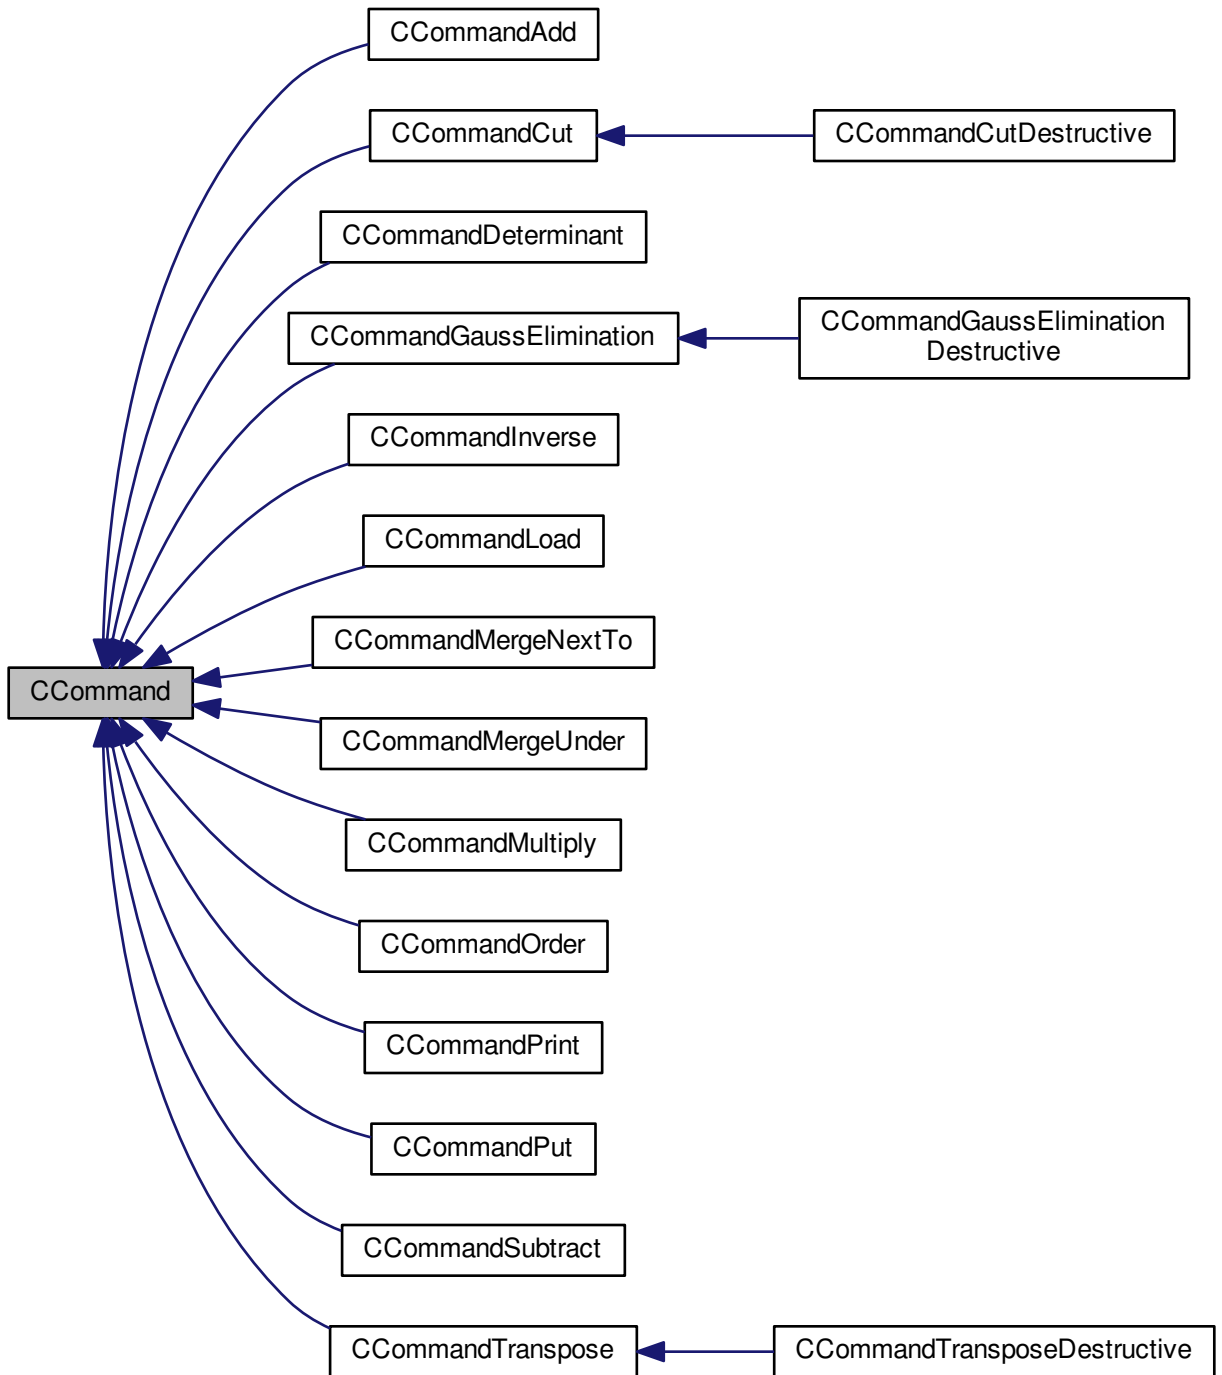 CCommandAdd
CCommandCut
CCommandCutDestructive
CCommandDeterminant
CCommandGaussElimination
CCommandGaussElimination
Destructive
CCommandInverse
CCommandLoad
CCommandMergeNextTo
CCommand
CCommandMergeUnder
CCommandMultiply
CCommandOrder
CCommandPrint
CCommandPut
CCommandSubtract
CCommandTranspose
CCommandTransposeDestructive